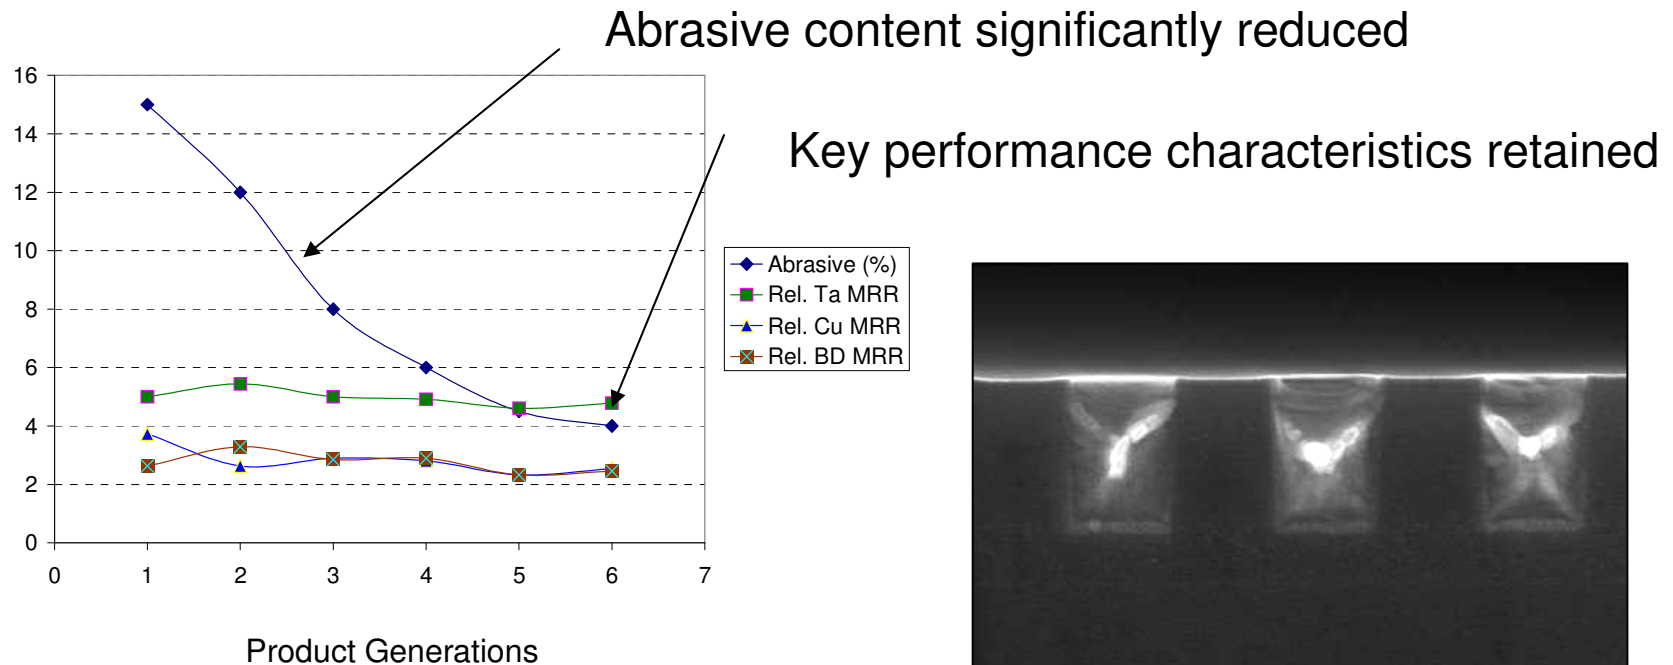 Abrasive content significantly reduced
Key performance characteristics retained
16
14
12
10
8
6
4
2
0
0 1 2 3 4 5 6 7
Product Generations
Abrasive (%)
Rel. Ta MRR
Rel. Cu MRR
Rel. BD MRR